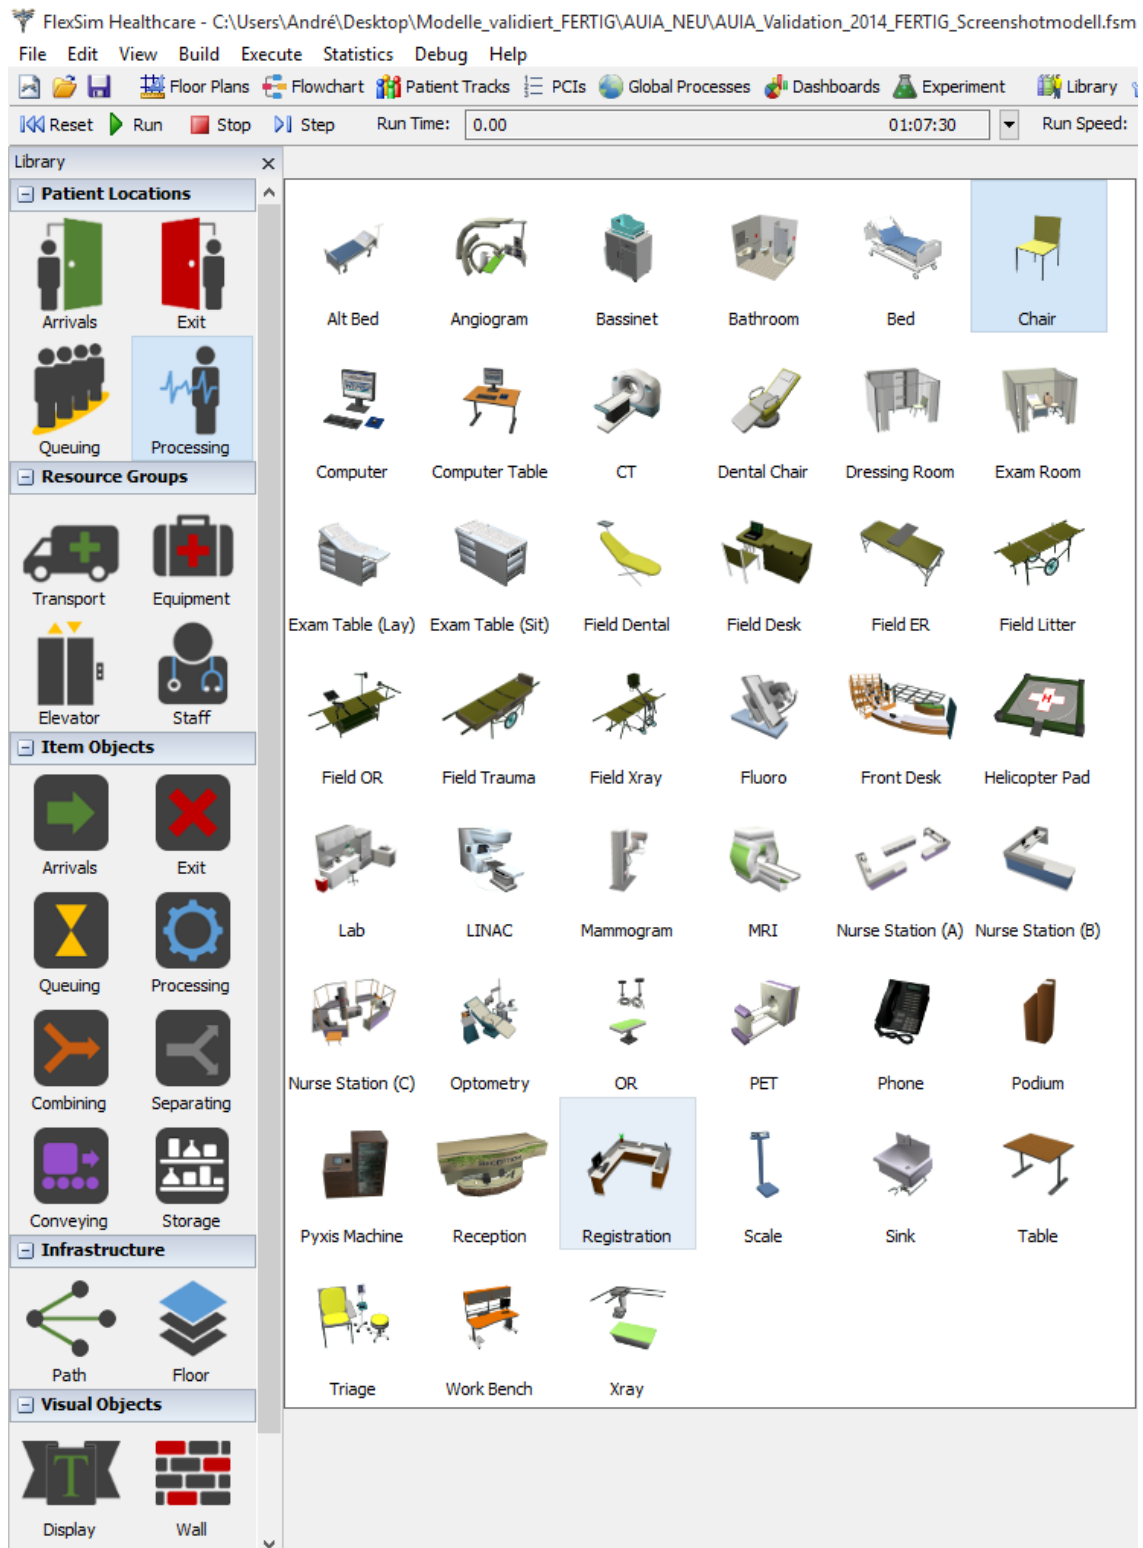 FlexSim Healthcare - C:\Users\André\Desktop\Modelle_validiert_FERTIG\AUIA_NEU\AUIA_Validation_2014_FERTIG_Screenshotmodell.fsm
File Edit View Build Execute Statistics Debug Help
Floor Plans Flowchart Patient Tracks PCIs Global Processes Dashboards Experiment Library
Reset Run Stop Step Run Time: 0.00 01:07:30 Run Speed:
Library
Patient Locations
Arrivals Exit
Queuing Processing
Resource Groups
Transport Equipment
Elevator Staff
Item Objects
Arrivals Exit
Queuing Processing
Combining Separating
Conveying Storage
Infrastructure
Path Floor
Visual Objects
T
Display Wall
Alt Bed Angiogram Bassinet Bathroom Bed Chair
Computer Computer Table CT Dental Chair Dressing Room Exam Room
Exam Table (Lay) Exam Table (Sit) Field Dental Field Desk Field ER Field Litter
H
Field OR Field Trauma Field Xray Fluoro Front Desk Helicopter Pad
Lab LINAC Mammogram MRI Nurse Station (A) Nurse Station (B)
Nurse Station (C) Optometry OR PET Phone Podium
RECEPTION
Pyxis Machine Reception Registration Scale Sink Table
Triage Work Bench Xray